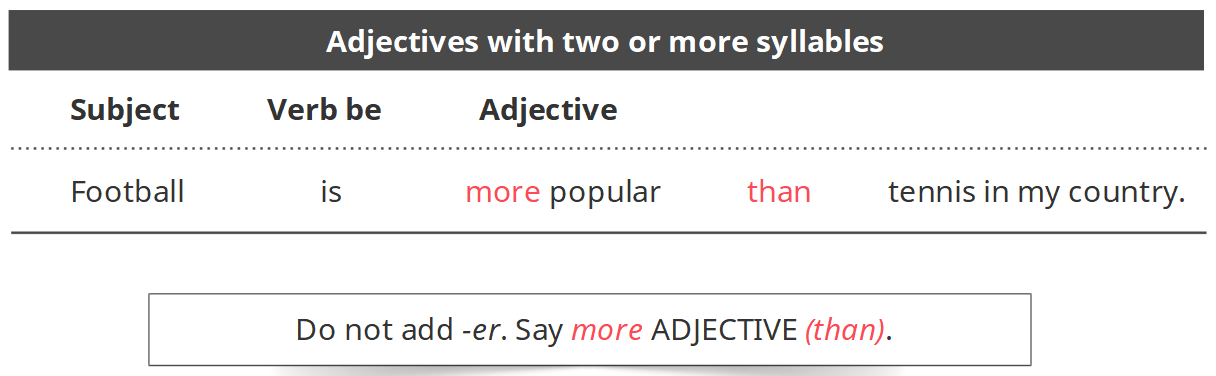 Adjectives with two or more syllables
Subject Verb be Adjective
Football is more popular than tennis in my country.
Do not add -er. Say more ADJECTIVE (than).